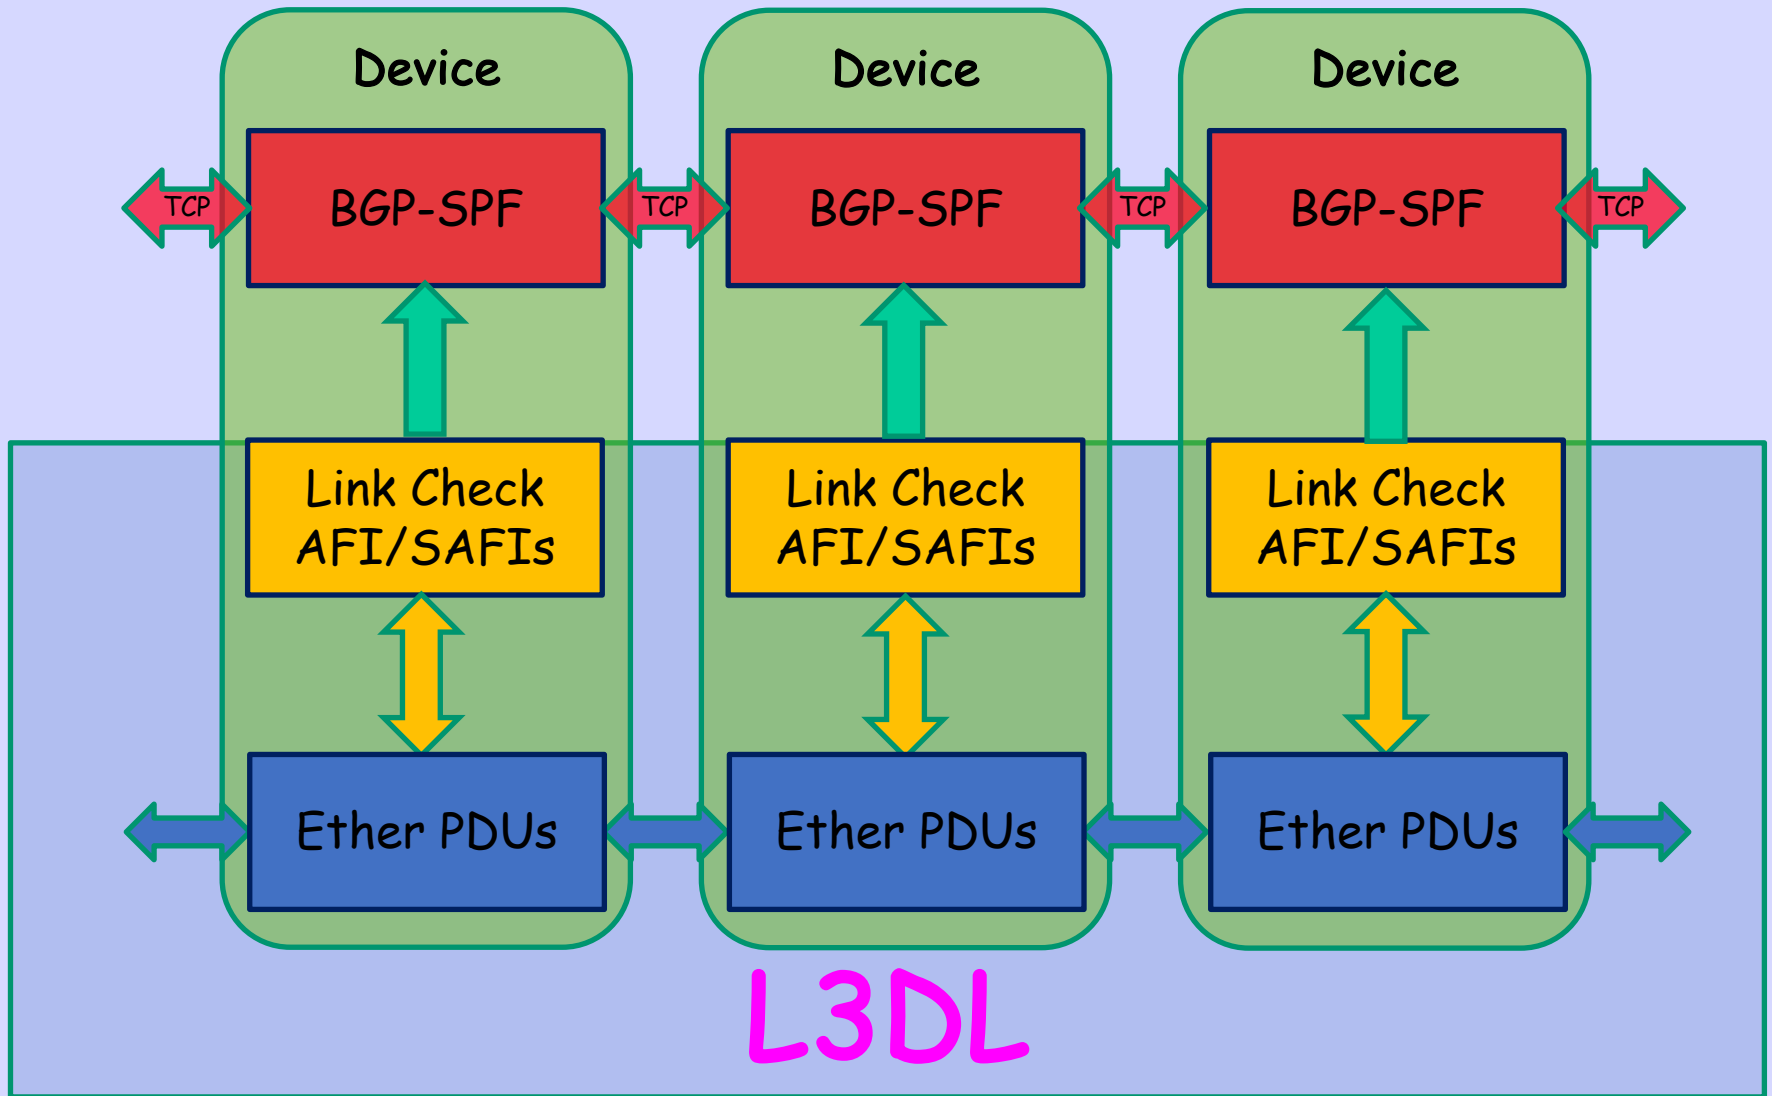 Device
Device
Device
TCP
BGP-SPF
TCP
BGP-SPF
TCP
BGP-SPF
TCP
Link Check
AFI/SAFIs
Link Check
AFI/SAFIs
Link Check
AFI/SAFIs
Ether PDUs
Ether PDUs
Ether PDUs
L3DL